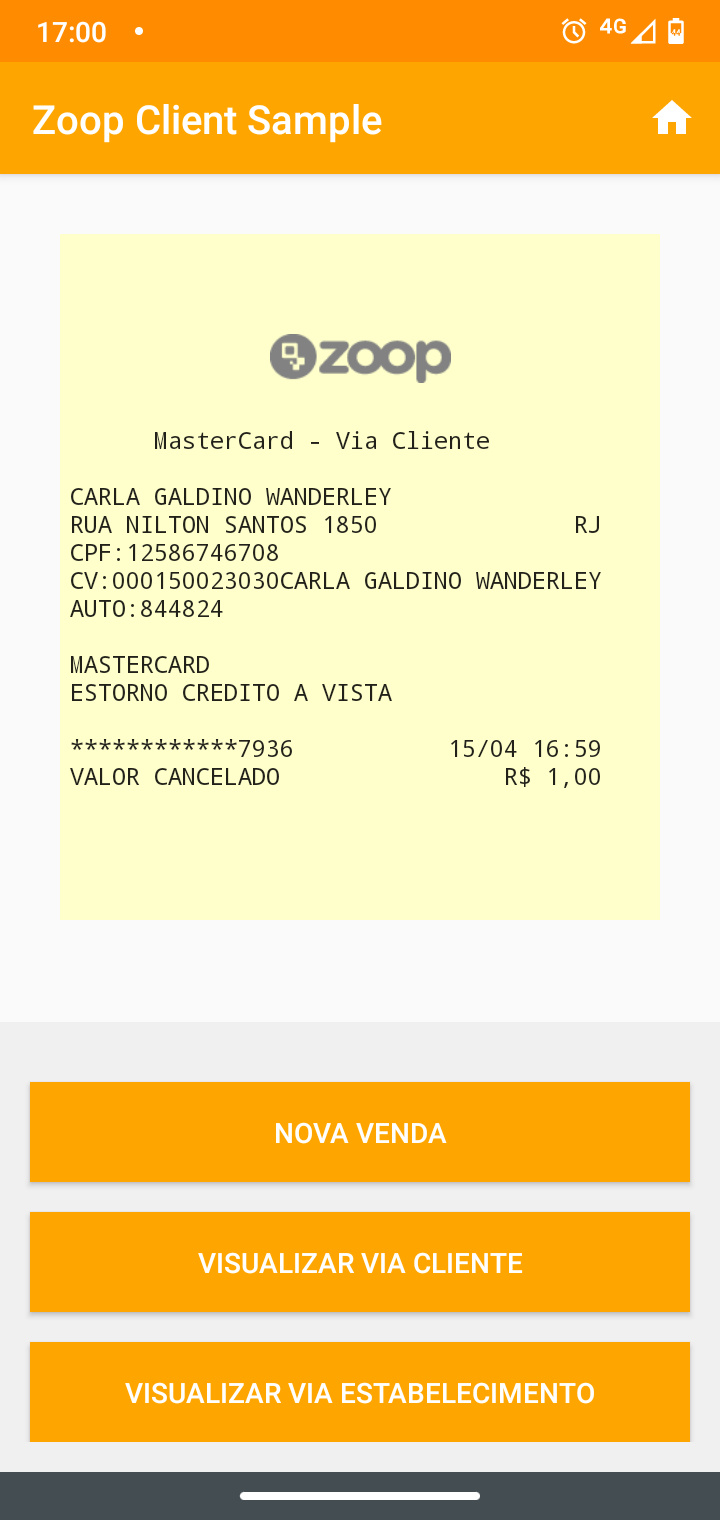 17:00
4G
44
Zoop Client Sample
zoop
MasterCard - Via Cliente
CARLA GALDINO WANDERLEY
RUA NILTON SANTOS 1850 RJ
CPF:12586746708
CV:000150023030CARLA GALDINO WANDERLEY
AUTO:844824
MASTERCARD
ESTORNO CREDITO A VISTA
************7936 15/04 16:59
VALOR CANCELADO R$ 1,00
NOVA VENDA
VISUALIZAR VIA CLIENTE
VISUALIZAR VIA ESTABELECIMENTO